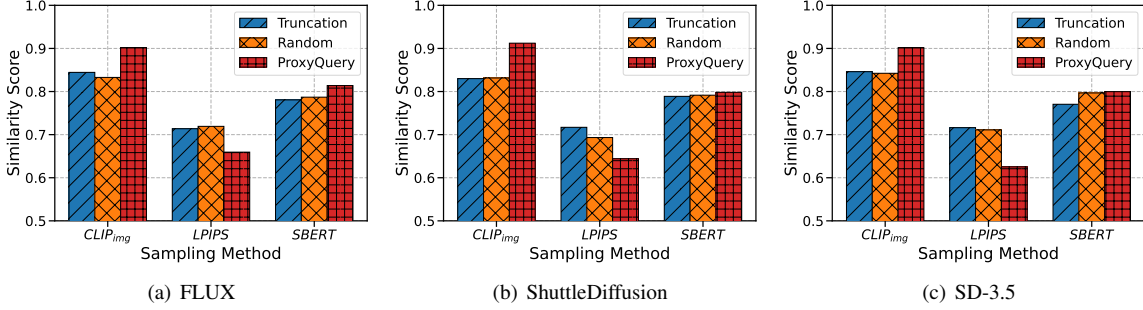 1.0
0.9
0.8
0.7
0.6
0.5
Similarity Score
Truncation
Random
ProxyQuery
CLIPimg LPIPS SBERT
Sampling Method
(a) FLUX
1.0
0.9
0.8
0.7
0.6
0.5
Similarity Score
Truncation
Random
ProxyQuery
CLIPimg LPIPS SBERT
Sampling Method
(b) ShuttleDiffusion
1.0
0.9
0.8
0.7
0.6
0.5
Similarity Score
Truncation
Random
ProxyQuery
CLIPimg LPIPS SBERT
Sampling Method
(c) SD-3.5